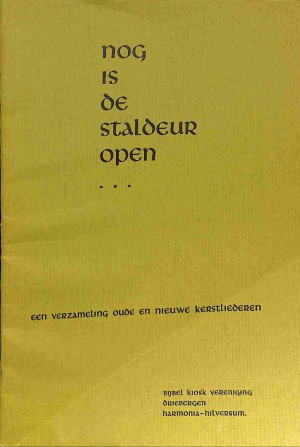 nog
is
de
staldeur
open
...
een verzameling oude en nieuwe kerstliederen
Bijbel Kiosk Vereniging
Driebergen
Harmonia-Hilversum.